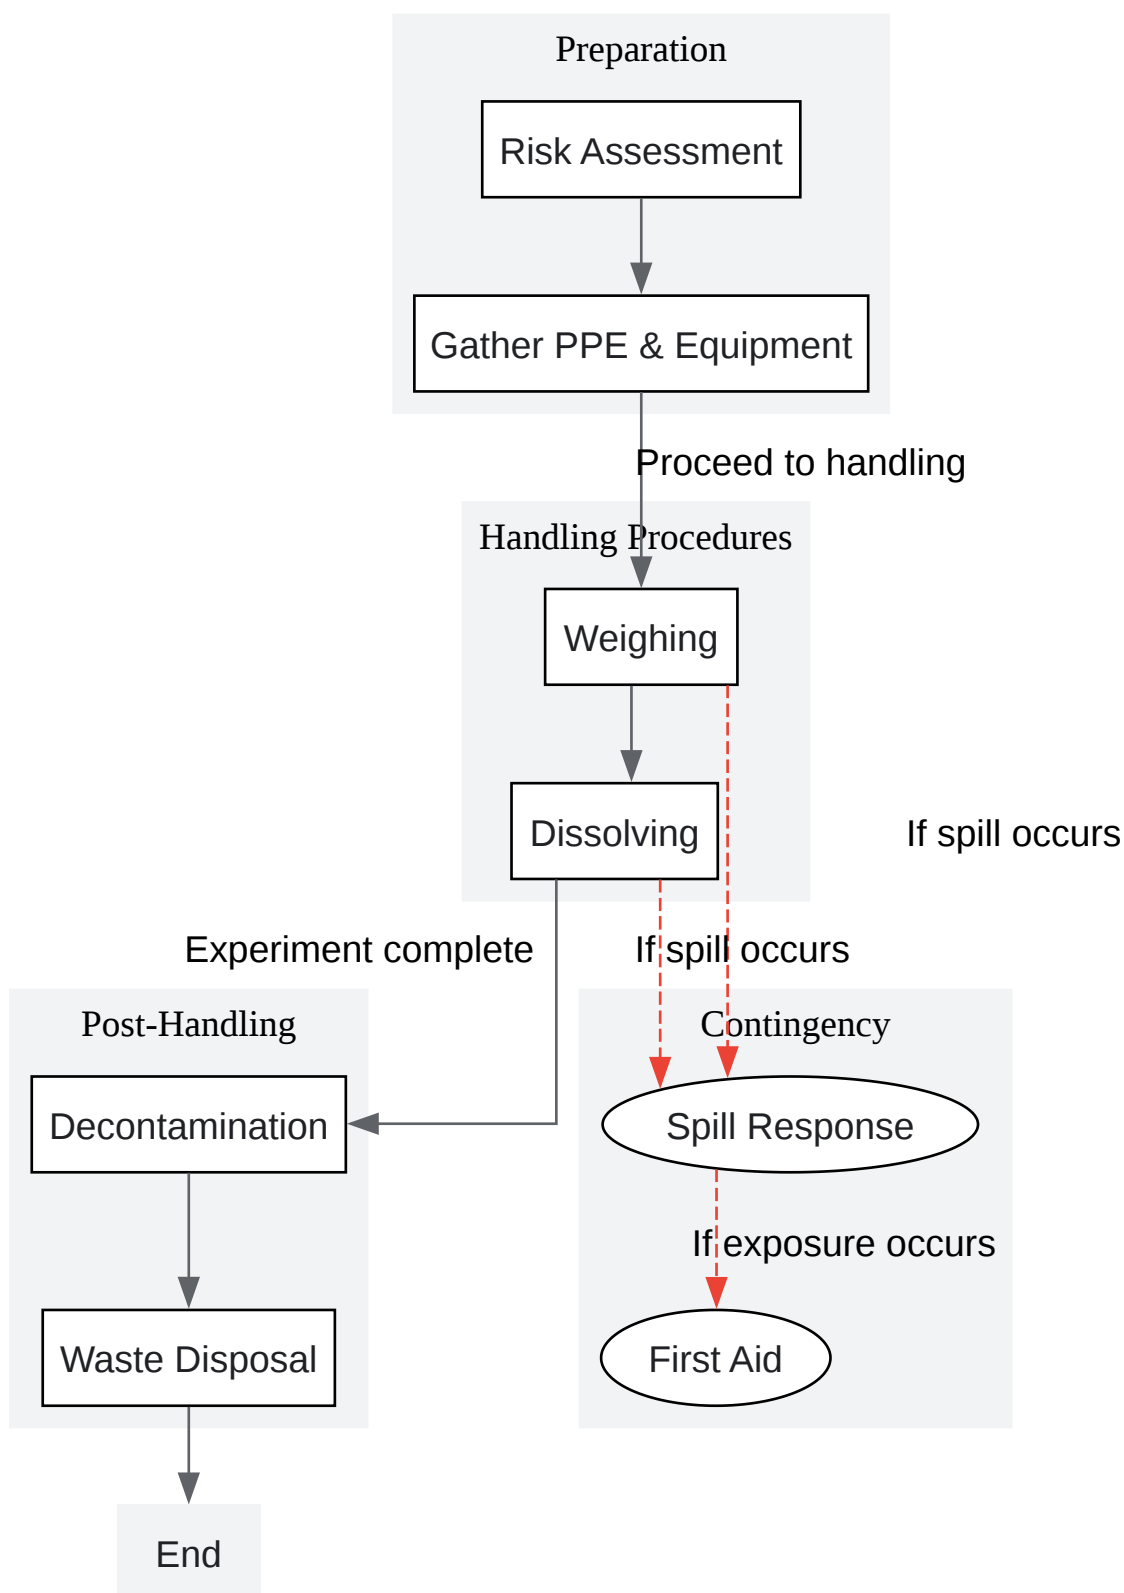 Preparation
Risk Assessment
Gather PPE & Equipment
Proceed to handling
Handling Procedures
Weighing
Dissolving
If spill occurs
Experiment complete
If spill occurs
Post-Handling
Contingency
Decontamination
Spill Response
If exposure occurs
Waste Disposal
First Aid
End